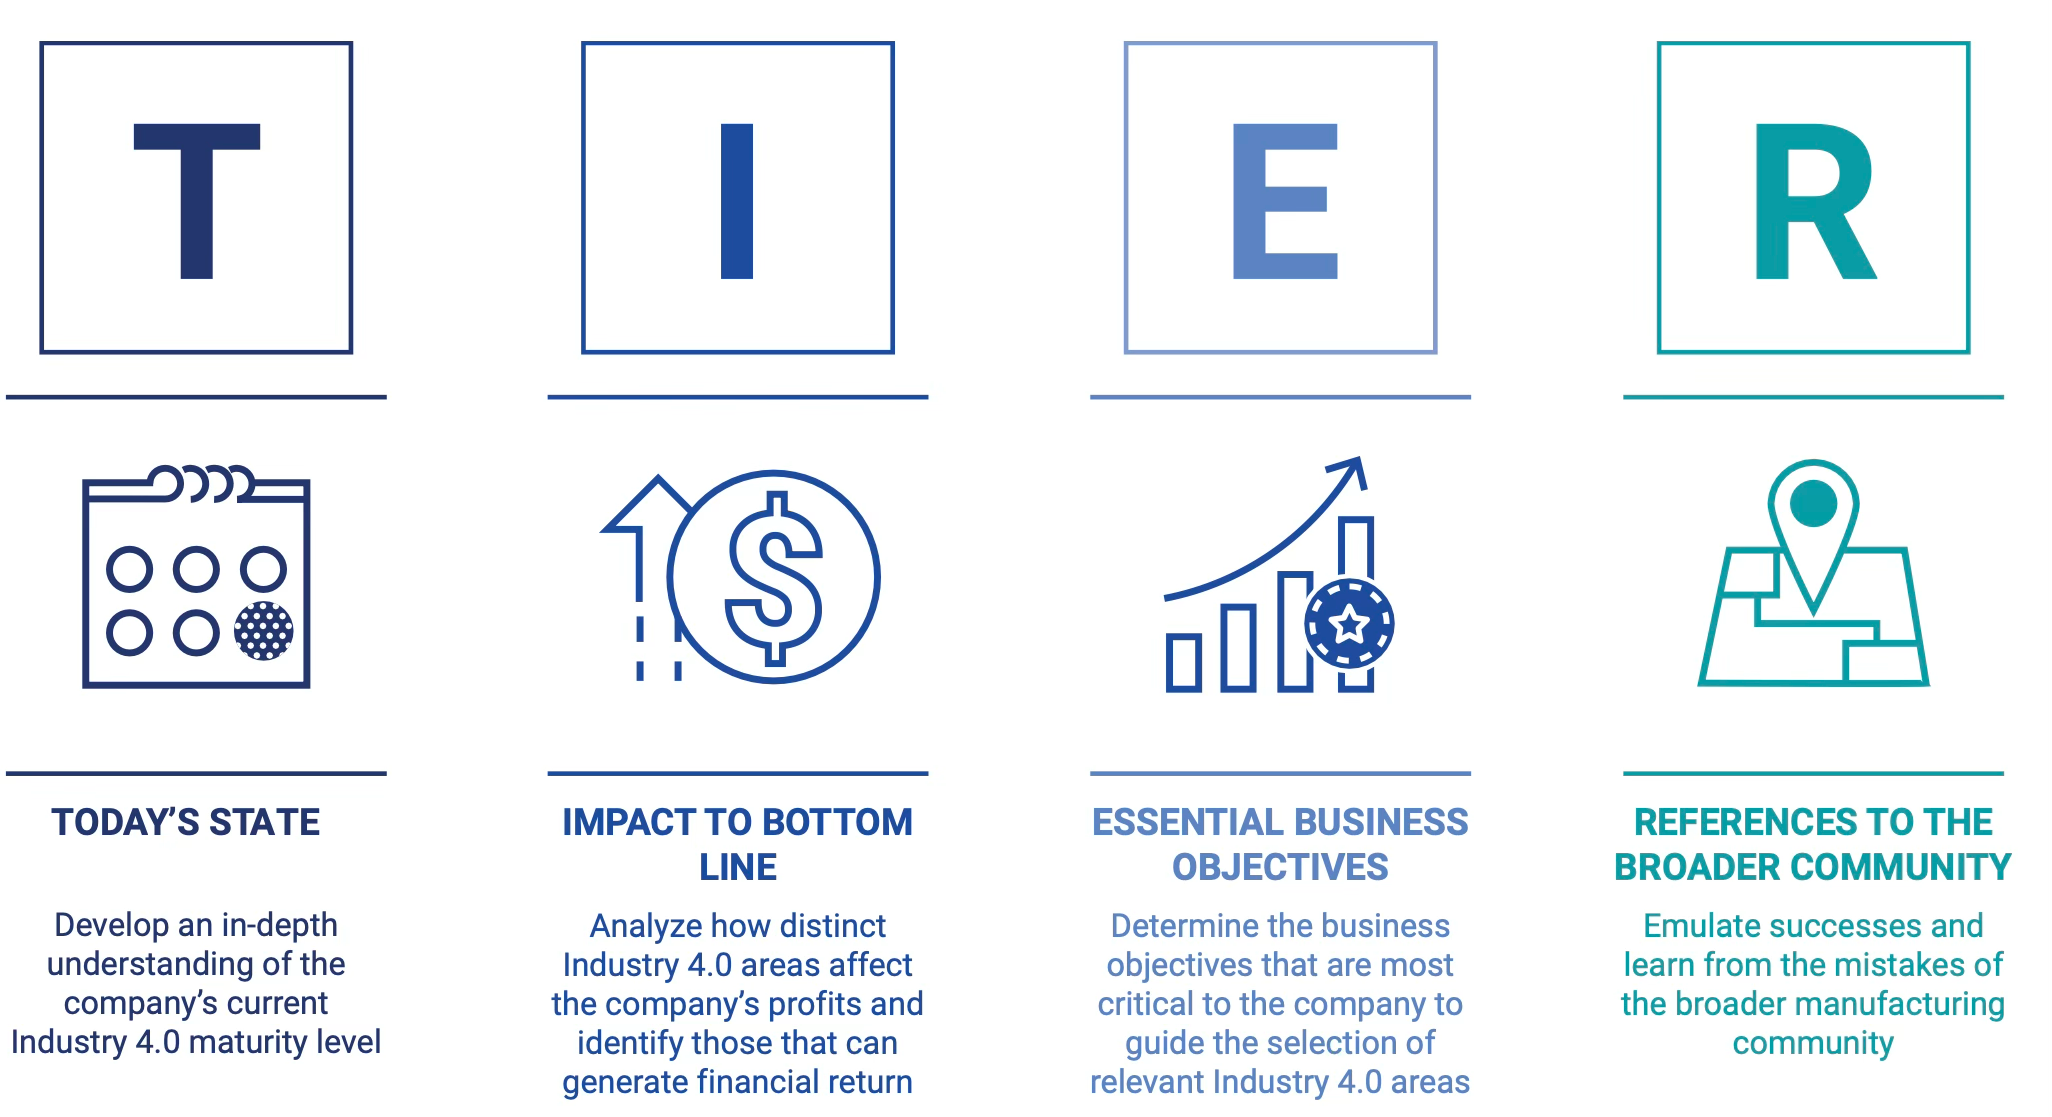 T
I
E
R
$
TODAY'S STATE
Develop an in-depth
understanding of the
company's current
Industry 4.0 maturity level
IMPACT TO BOTTOM
LINE
Analyze how distinct
Industry 4.0 areas affect
the company's profits and
identify those that can
generate financial return
ESSENTIAL BUSINESS
OBJECTIVES
Determine the business
objectives that are most
critical to the company to
guide the selection of
relevant Industry 4.0 areas
REFERENCES TO THE
BROADER COMMUNITY
Emulate successes and
learn from the mistakes of
the broader manufacturing
community